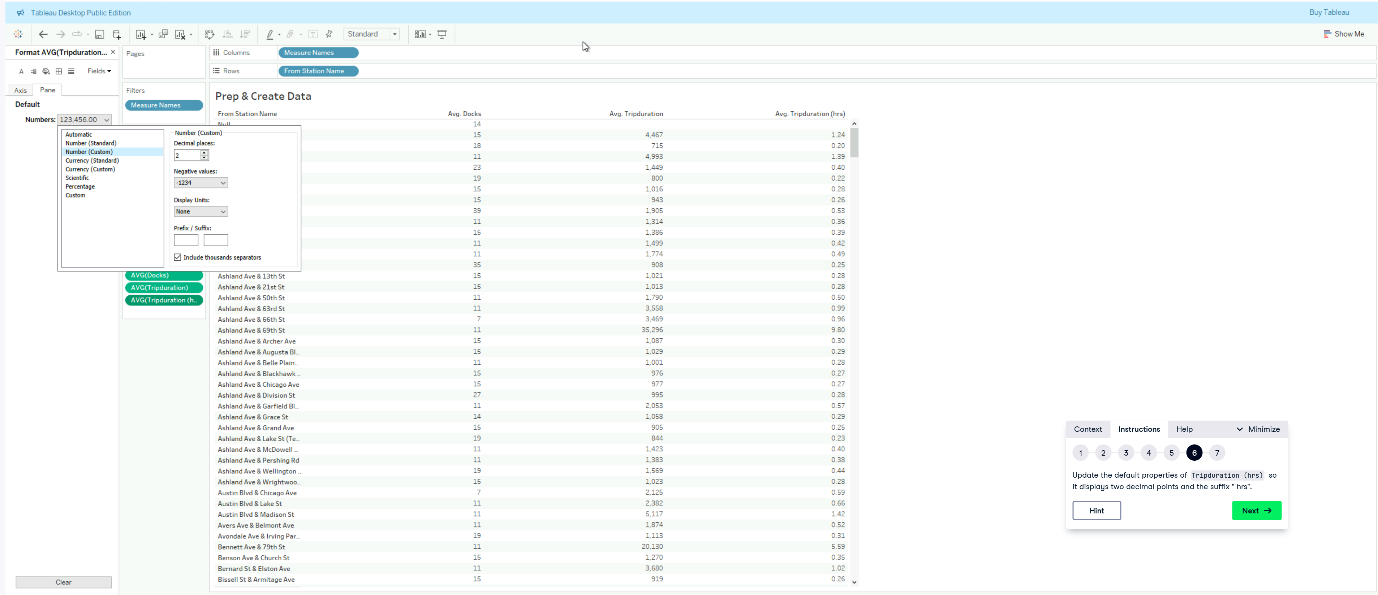 Tableau Desktop Public Edition
Buy Tableau
Standard
Show Me
Format AVG(Tripduration... ×
Fields
Axis Pane
Default
Numbers: 123,456.00
Automatic
Number (Standard)
Number (Custom)
Currency (Standard)
Currency (Custom)
Scientific
Percentage
Custom
Number (Custom)
Decimal places:
2
Negative values:
-1234
Display Units:
None
Prefix / Suffix:
Include thousands separators
Clear
Pages
Filters
Measure Names
AVG(Docks)
AVG(Tripduration)
AVG(Tripduration (h..
Columns Measure Names
Rows From Station Name
Prep & Create Data
From Station Name Avg. Docks Avg. Tripduration Avg. Tripduration (hrs)
Null 14
15 4,467 1.24
18 715 0.20
11 4,993 1.39
23 1,449 0.40
19 800 0.22
15 1,016 0.28
15 943 0.26
39 1,905 0.53
11 1,314 0.36
15 1,386 0.39
11 1,499 0.42
11 1,774 0.49
35 908 0.25
Ashland Ave & 13th St 15 1,021 0.28
Ashland Ave & 21st St 15 1,013 0.28
Ashland Ave & 50th St 11 1,790 0.50
Ashland Ave & 63rd St 11 3,558 0.99
Ashland Ave & 66th St 7 3,469 0.96
Ashland Ave & 69th St 11 35,296 9.80
Ashland Ave & Archer Ave 15 1,087 0.30
Ashland Ave & Augusta Bl.. 15 1,029 0.29
Ashland Ave & Belle Plain.. 11 1,001 0.28
Ashland Ave & Blackhawk.. 15 976 0.27
Ashland Ave & Chicago Ave 15 977 0.27
Ashland Ave & Division St 27 995 0.28
Ashland Ave & Garfield Bl.. 11 2,053 0.57
Ashland Ave & Grace St 14 1,058 0.29
Ashland Ave & Grand Ave 15 905 0.25
Ashland Ave & Lake St (Te.. 19 844 0.23
Ashland Ave & McDowell .. 11 1,423 0.40
Ashland Ave & Pershing Rd 11 1,383 0.38
Ashland Ave & Wellington .. 19 1,569 0.44
Ashland Ave & Wrightwoo.. 15 1,023 0.28
Austin Blvd & Chicago Ave 7 2,125 0.59
Austin Blvd & Lake St 11 2,382 0.66
Austin Blvd & Madison St 15 5,117 1.42
Avers Ave & Belmont Ave 11 1,874 0.52
Avondale Ave & Irving Par.. 19 1,113 0.31
Bennett Ave & 79th St 11 20,130 5.59
Benson Ave & Church St 15 1,270 0.35
Bernard St & Elston Ave 11 3,680 1.02
Bissell St & Armitage Ave 15 919 0.26
Context Instructions Help Minimize
1 2 3 4 5 6 7
Update the default properties of Tripduration (hrs) so
it displays two decimal points and the suffix " hrs".
Hint Next →